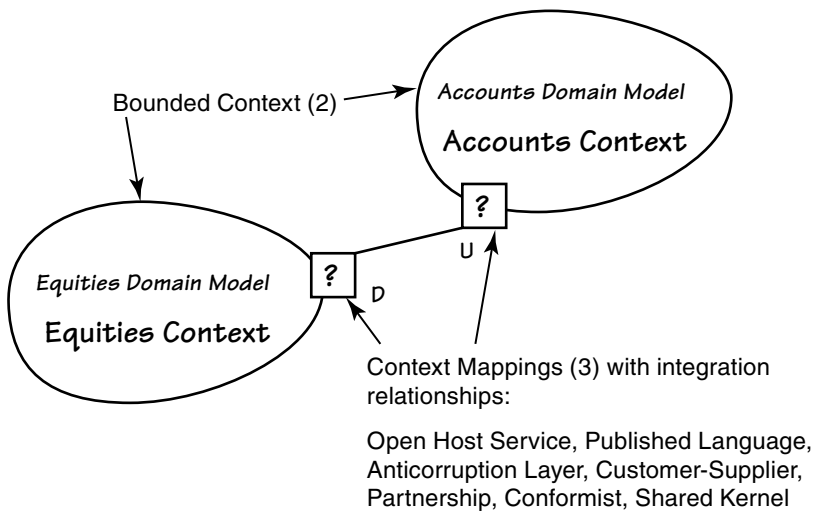 Bounded Context (2)
Accounts Domain Model
Accounts Context
?
U
?
D
Equities Domain Model
Equities Context
Context Mappings (3) with integration
relationships:
Open Host Service, Published Language,
Anticorruption Layer, Customer-Supplier,
Partnership, Conformist, Shared Kernel